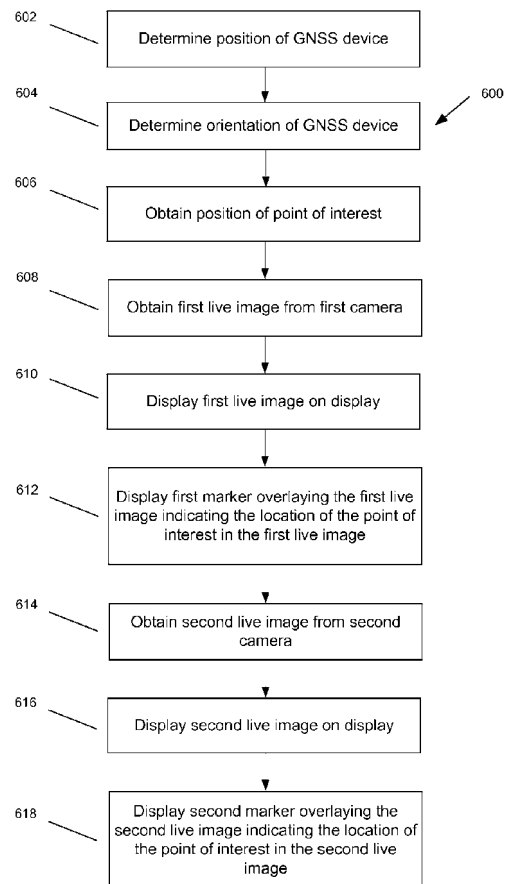 602
Determine position of GNSS device
604
600
Determine orientation of GNSS device
606
Obtain position of point of interest
608
Obtain first live image from first camera
610
Display first live image on display
612
Display first marker overlaying the first live
image indicating the location of the point of
interest in the first live image
614
Obtain second live image from second
camera
616
Display second live image on display
618
Display second marker overlaying the
second live image indicating the location of
the point of interest in the second live
image